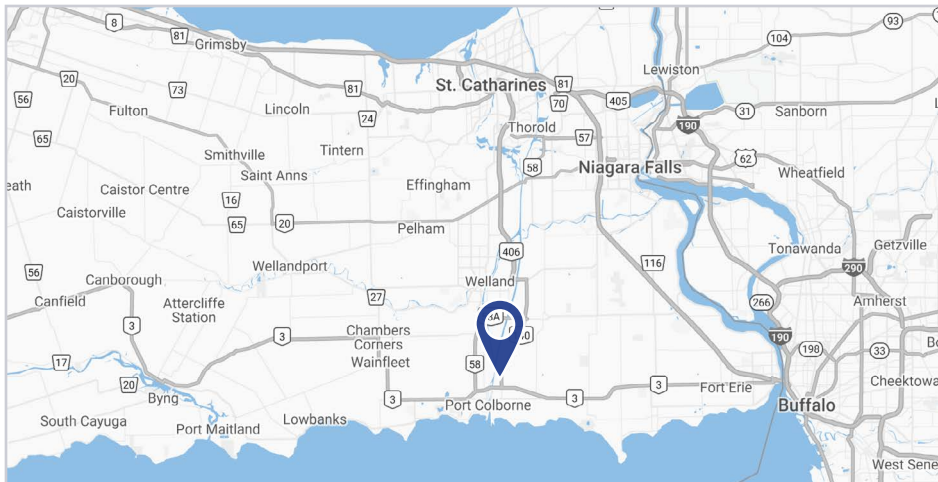 8
81
Grimsby
93
104
Lewiston
20
73
81
St. Catharines
81
56
70
405
31
Sanborn
Fulton
Lincoln
24
190
65
Thorold
57
Tintern
58
62
Smithville
Niagara Falls
Wheatfield
Saint Anns
eath
Caistor Centre
Effingham
16
Caistorville
65
20
Pelham
Tonawanda
Getzville
406
116
56
Wellandport
290
Canborough
Welland
266
Amherst
Canfield
Attercliffe
Station
27
3
Chambers
Corners
190
3
198
33
17
Wainfleet
58
20
3
Cheektowa
Byng
3
Port Colborne
3
Fort Erie
Buffalo
South Cayuga
Port Maitland
Lowbanks
West Sene